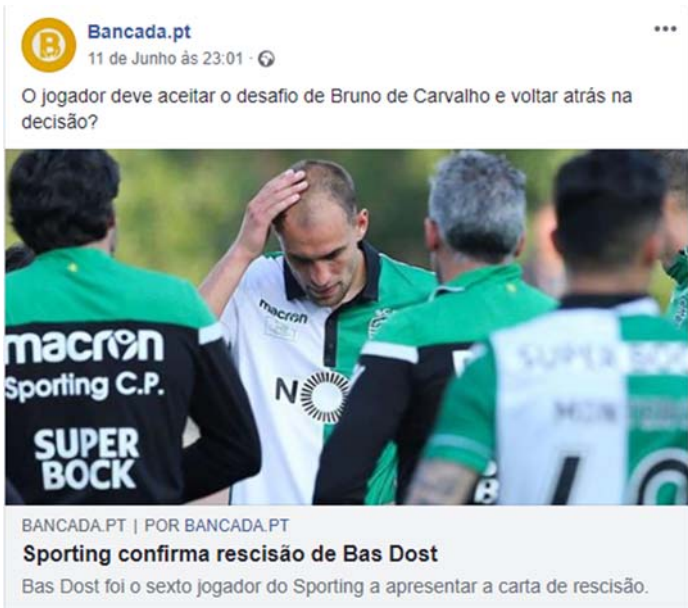 Bancada.pt
11 de Junho às 23:01
O jogador deve aceitar o desafio de Bruno de Carvalho e voltar atrás na
decisão?
macron
Sporting C.P.
SUPER
BOCK
macron
NO
SUPER BOCK
BANCADA.PT | POR BANCADA.PT
Sporting confirma rescisão de Bas Dost
Bas Dost foi o sexto jogador do Sporting a apresentar a carta de rescisão.